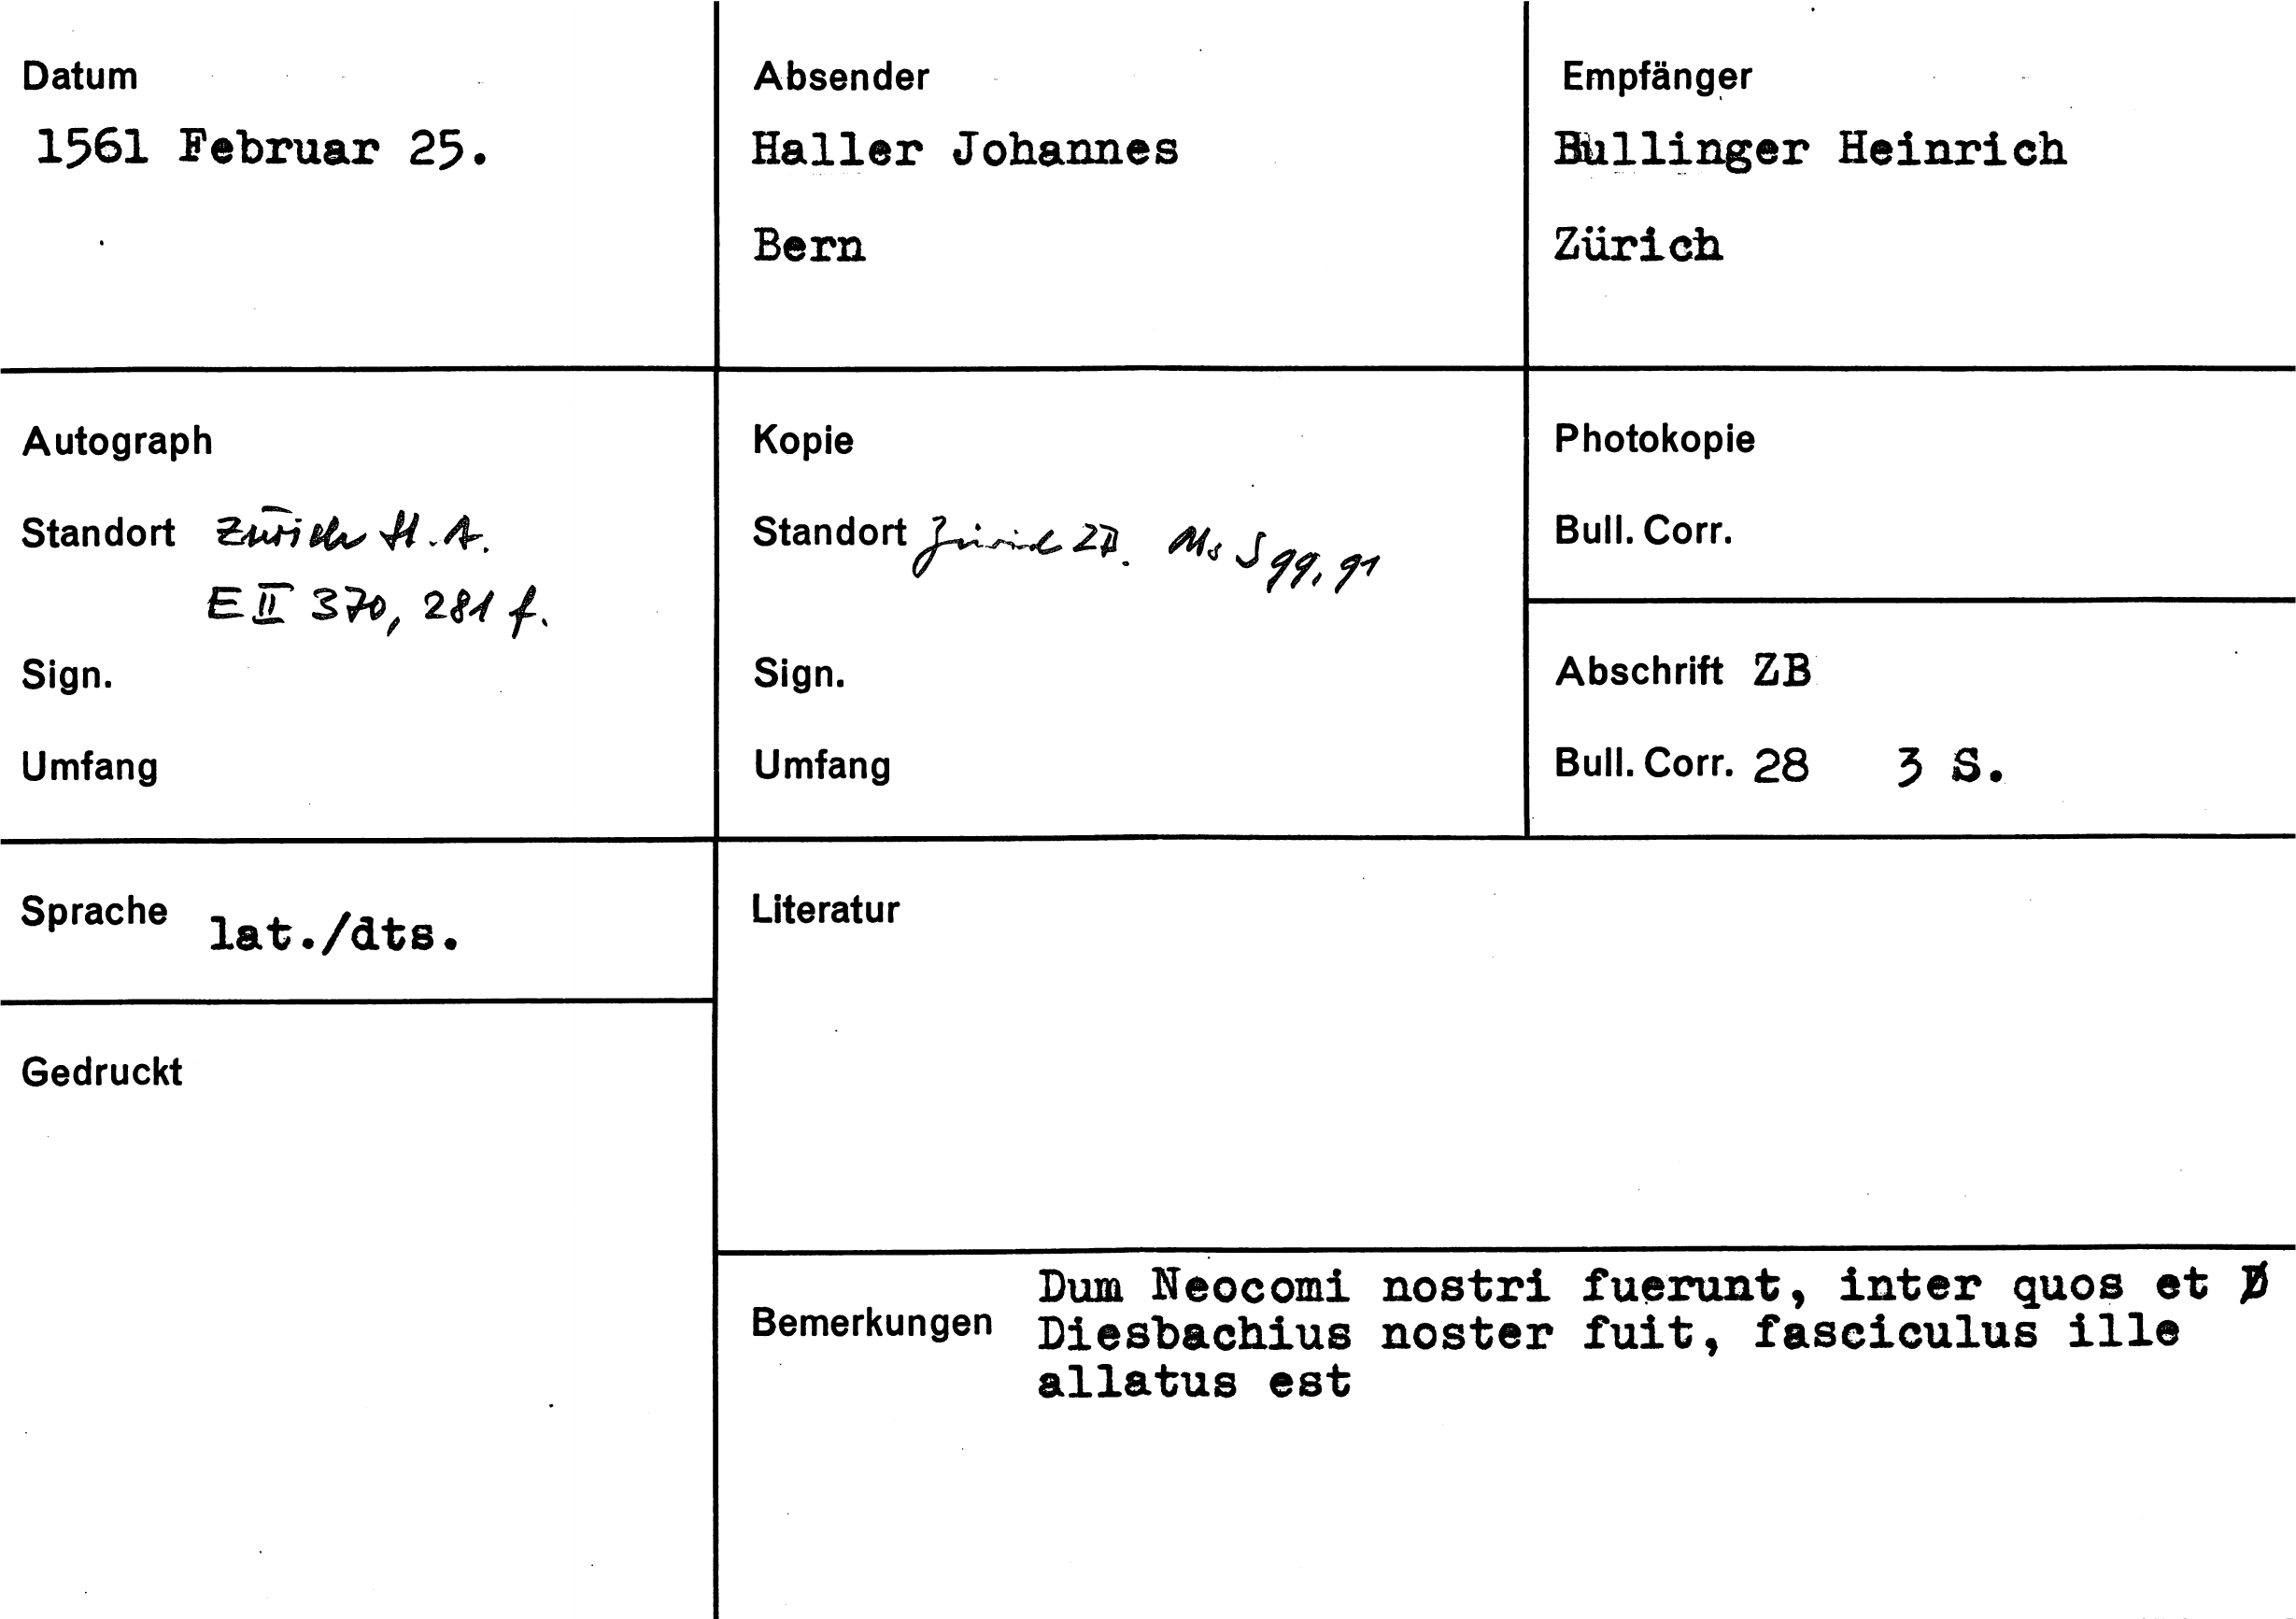 Datum
1561 Februar 25.
Absender
Haller Johannes
Bern
Empfänger
Bullinger Heinrich
Zürich
Autograph
Standort Zürich St.A.
E II 370, 281 f.
Sign.
Umfang
Kopie
Standort Zürich ZB. Ms S 99, 91
Sign.
Umfang
Photokopie
Bull. Corr.
Abschrift ZB
Bull. Corr. 28 3 S.
Sprache lat./dts.
Literatur
Gedruckt
Bemerkungen
Dum Neocomi nostri fuerunt, inter quos et
Diesbachius noster fuit, fasciculus ille
allatus est